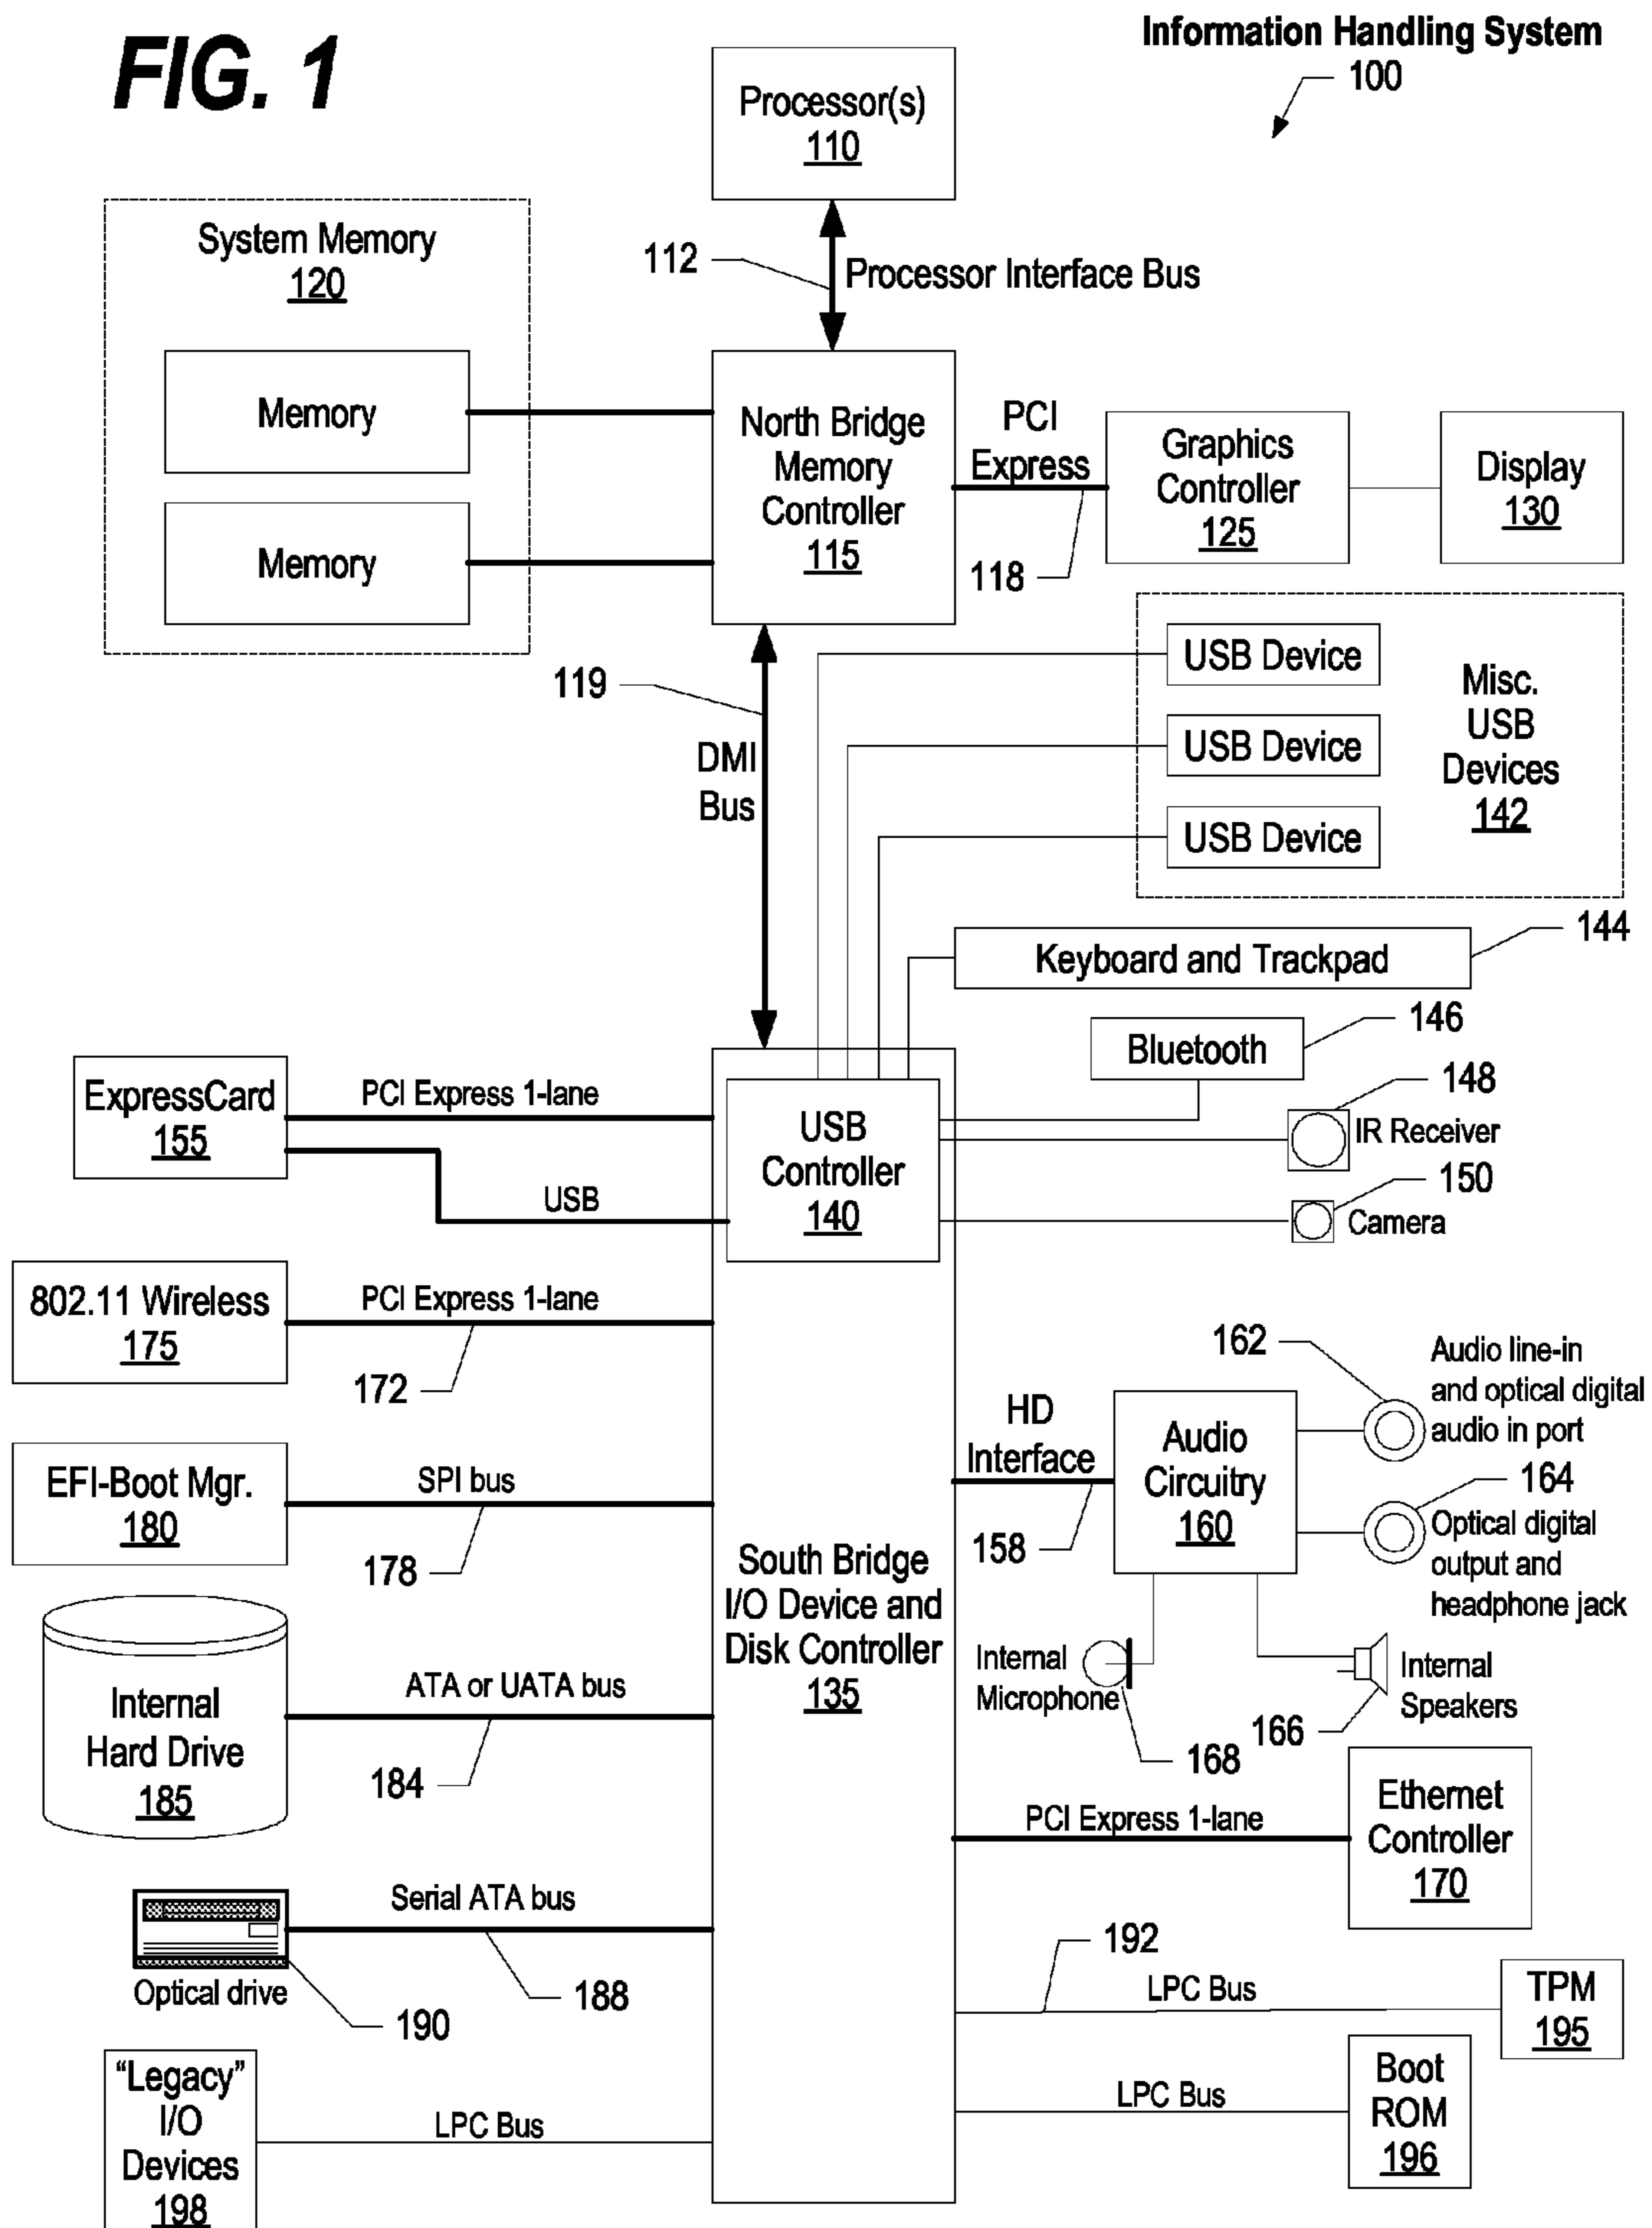 FIG. 1
Information Handling System
100
Processor(s)
110
System Memory
120
112
Processor Interface Bus
Memory
Memory
North Bridge
Memory
Controller
115
PCI
Express
118
Graphics
Controller
125
Display
130
119
DMI
Bus
USB Device
USB Device
USB Device
Misc.
USB
Devices
142
144
Keyboard and Trackpad
146
Bluetooth
148
IR Receiver
150
Camera
ExpressCard
155
PCI Express 1-lane
USB
USB
Controller
140
802.11 Wireless
175
PCI Express 1-lane
172
162
Audio line-in
and optical digital
audio in port
HD
Interface
158
Audio
Circuitry
160
164
Optical digital
output and
headphone jack
EFI-Boot Mgr.
180
SPI bus
178
South Bridge
I/O Device and
Disk Controller
135
Internal
Microphone
168
Internal
Speakers
166
Internal
Hard Drive
185
ATA or UATA bus
184
PCI Express 1-lane
Ethernet
Controller
170
Serial ATA bus
188
Optical drive
190
192
LPC Bus
TPM
195
"Legacy"
I/O
Devices
198
LPC Bus
LPC Bus
Boot
ROM
196